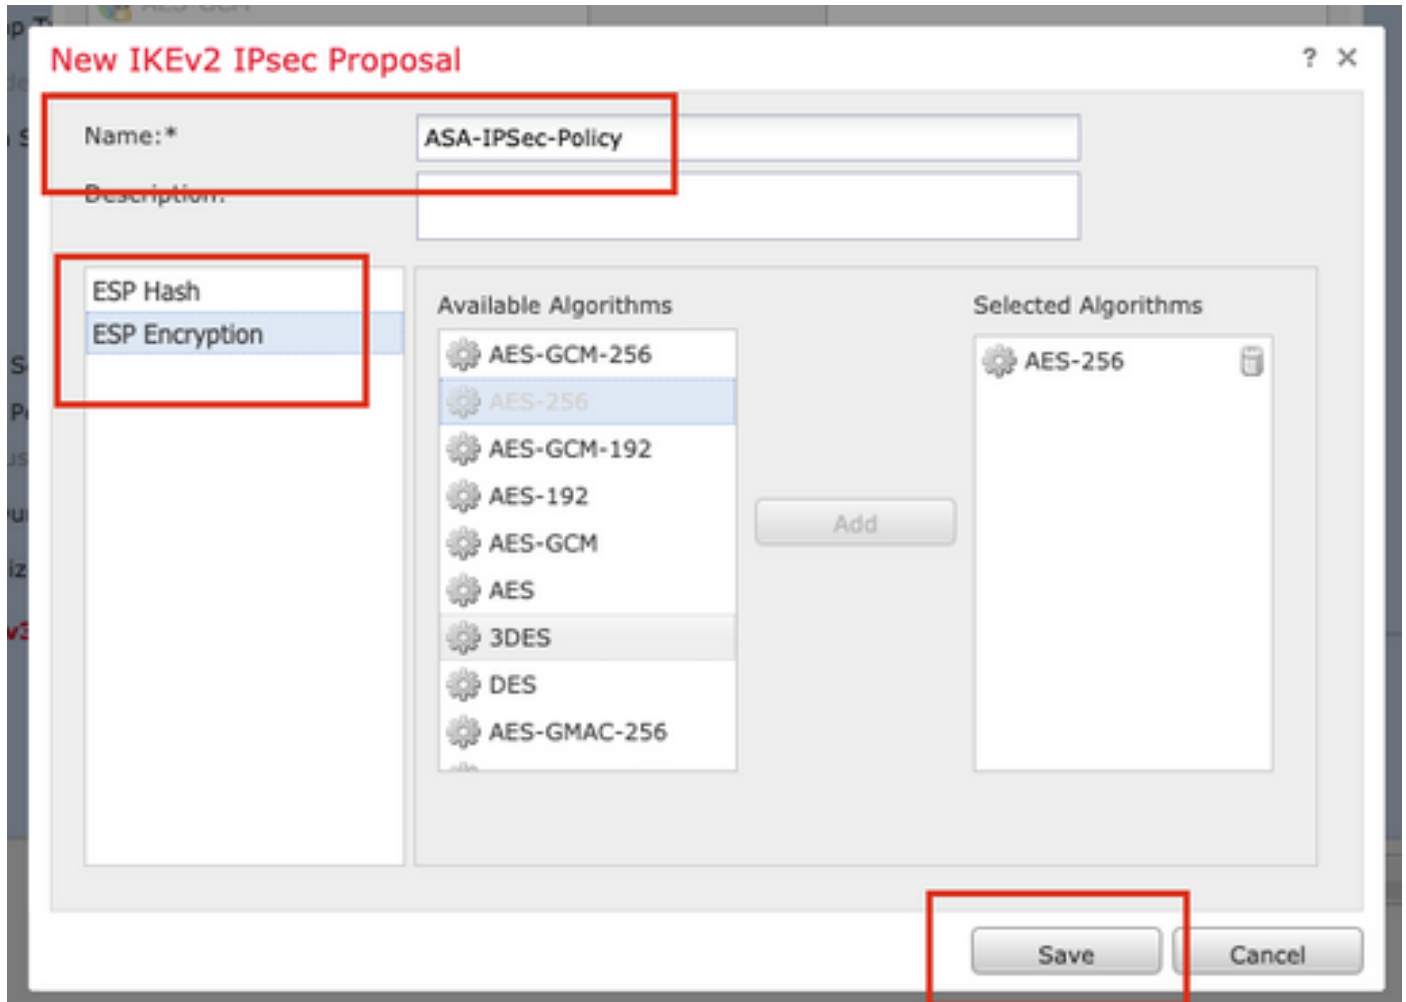 AES-GCM
New IKEv2 IPsec Proposal ?
Name:* ASA-IPSec-Policy
Description:
ESP Hash
ESP Encryption
Available Algorithms
AES-GCM-256
AES-256
AES-GCM-192
AES-192
AES-GCM
AES
3DES
DES
AES-GMAC-256
Add
Selected Algorithms
AES-256
Save Cancel